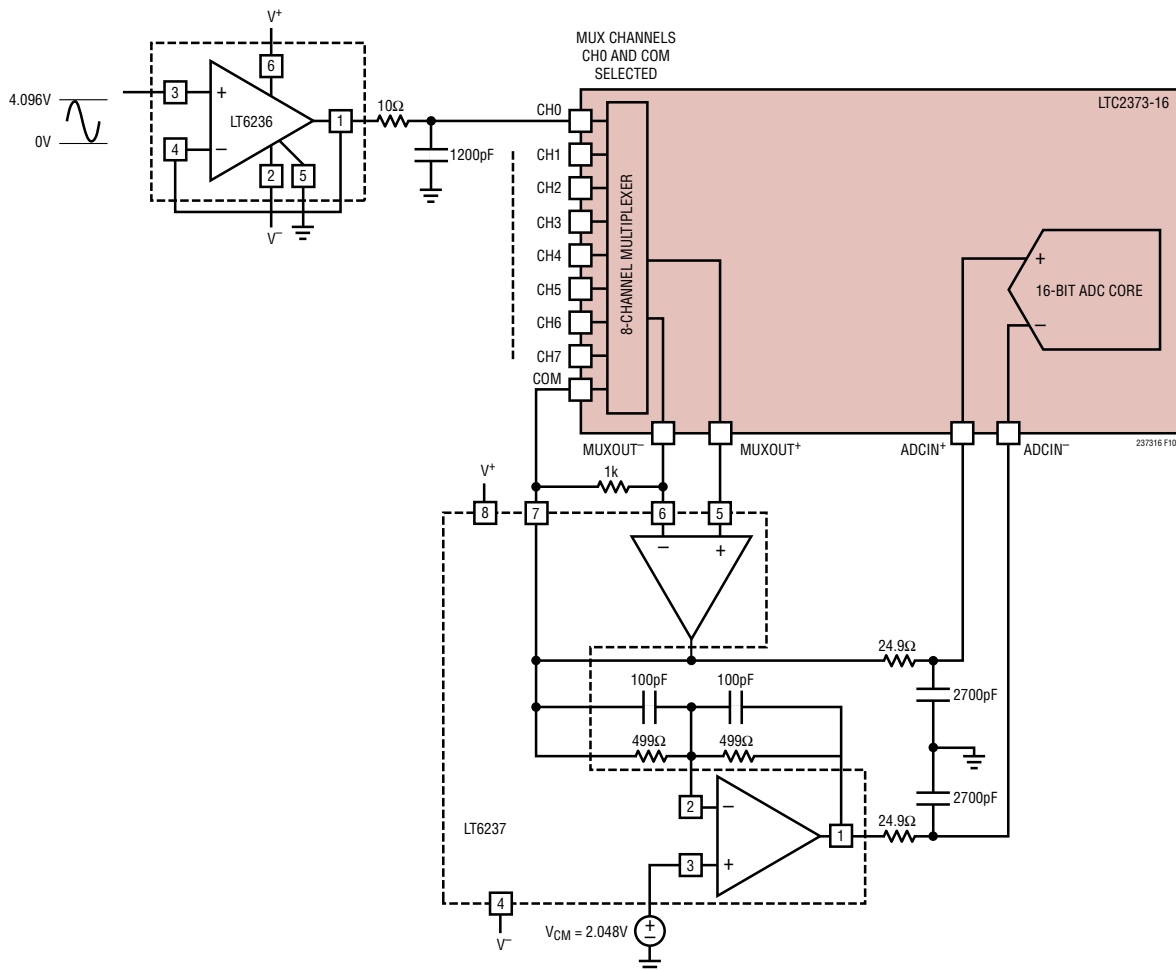 V+
6
3
+
LT6236
4
−
1
2
5
V−
4.096V
0V
10Ω
1200pF
MUX CHANNELS
CH0 AND COM
SELECTED
LTC2373-16
CH0
CH1
CH2
CH3
CH4
CH5
CH6
CH7
COM
8-CHANNEL MULTIPLEXER
+
16-BIT ADC CORE
−
MUXOUT−
MUXOUT+
ADCIN+
ADCIN−
237316 F10
1k
V+
8
7
6
5
−
+
24.9Ω
100pF
100pF
2700pF
499Ω
499Ω
2700pF
2
−
LT6237
1
24.9Ω
3
+
4
V−
VCM = 2.048V
+
−